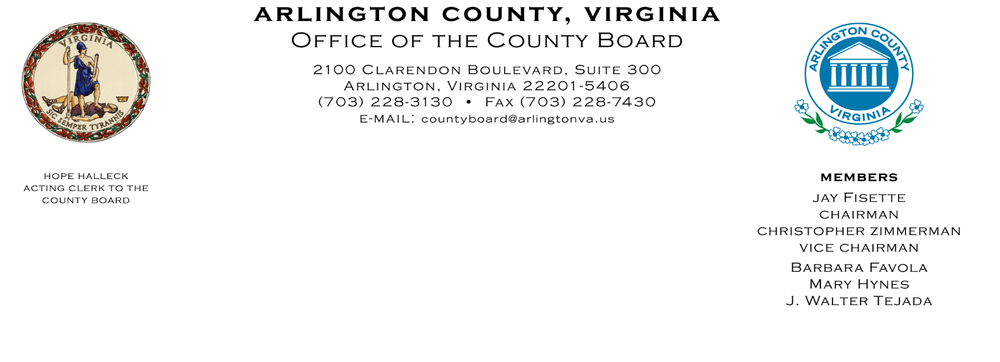 ARLINGTON COUNTY, VIRGINIA
OFFICE OF THE COUNTY BOARD
2100 CLARENDON BOULEVARD, SUITE 300
ARLINGTON, VIRGINIA 22201-5406
(703) 228-3130 • FAX (703) 228-7430
E-MAIL: countyboard@arlingtonva.us
VIRGINIA
SIC SEMPER TYRANNIS
HOPE HALLECK
ACTING CLERK TO THE
COUNTY BOARD
ARLINGTON COUNTY
VIRGINIA
MEMBERS
JAY FISETTE
CHAIRMAN
CHRISTOPHER ZIMMERMAN
VICE CHAIRMAN
BARBARA FAVOLA
MARY HYNES
J. WALTER TEJADA